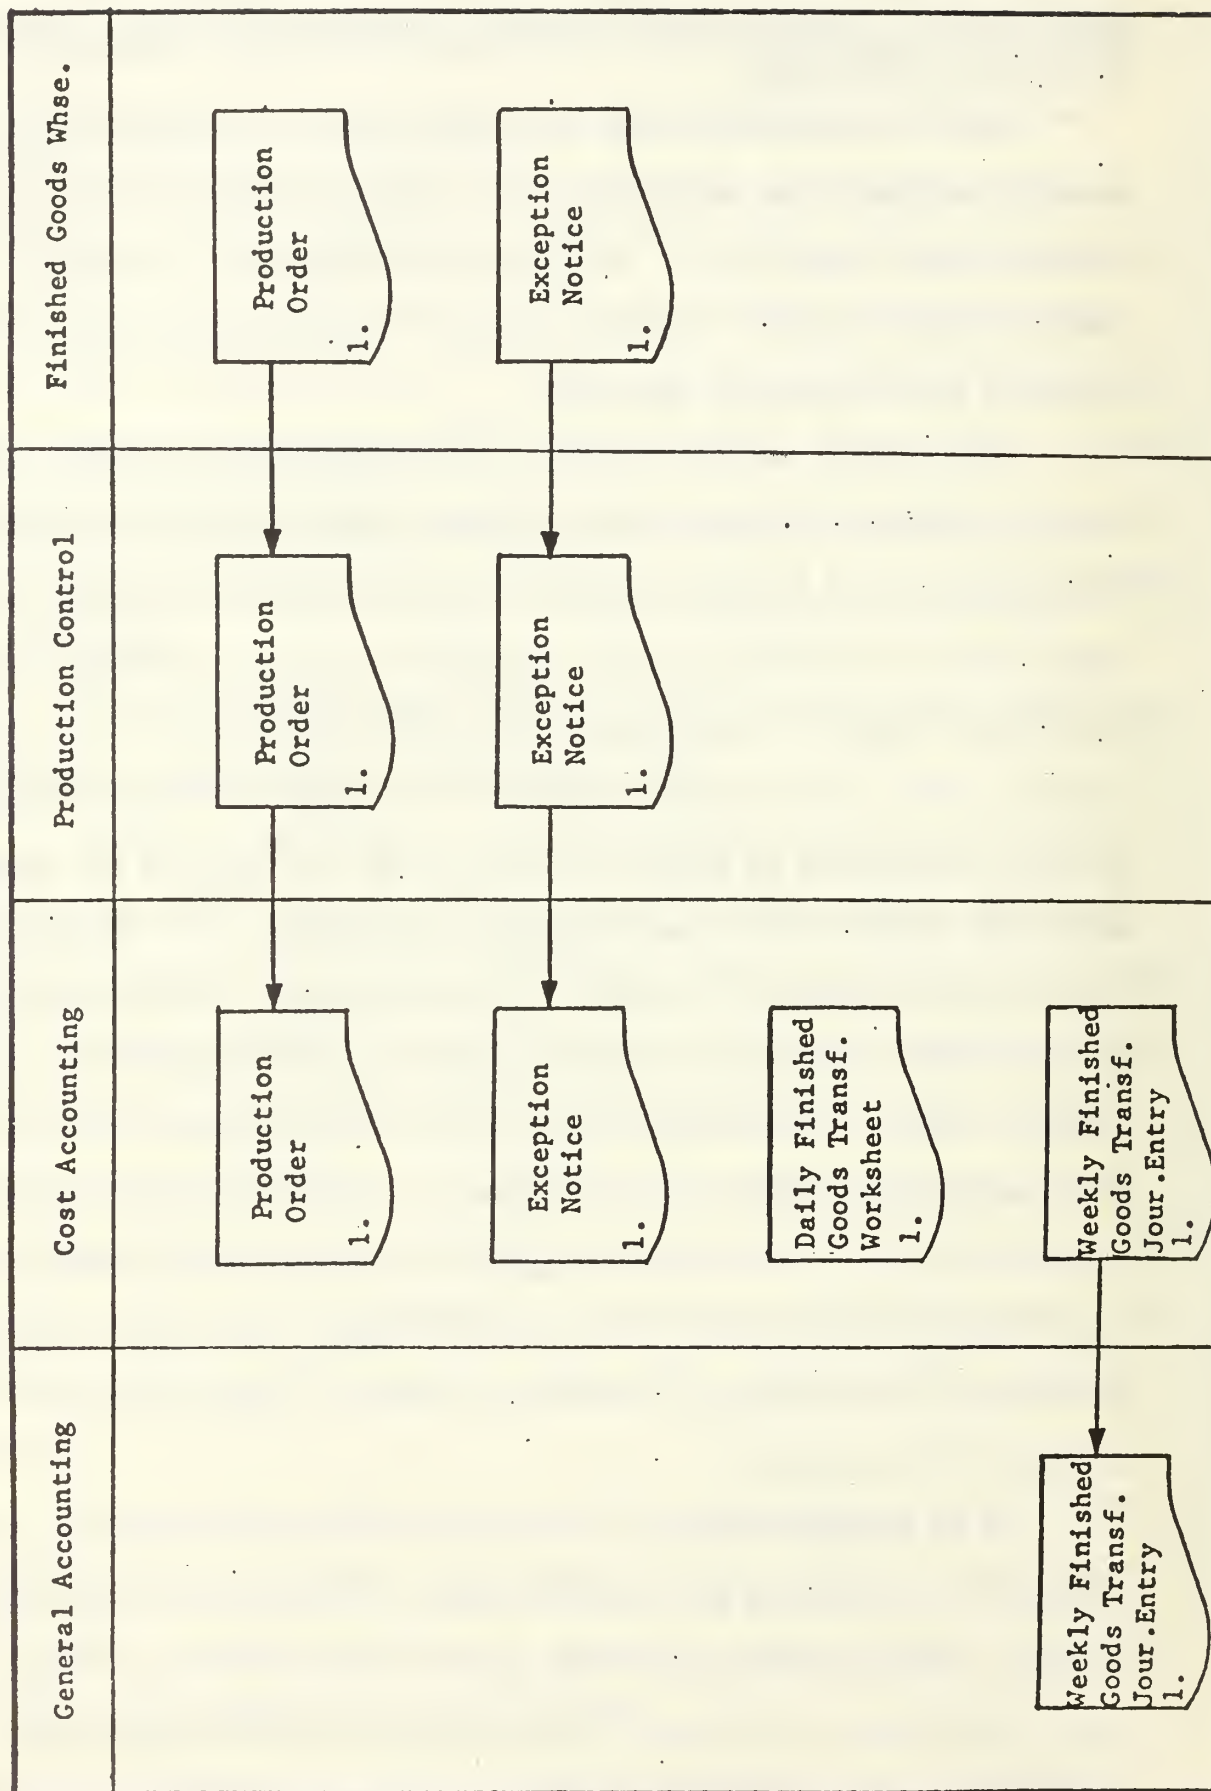 General Accounting
Cost Accounting
Production Control
Finished Goods Whse.
Production
Order
1.
Production
Order
1.
Production
Order
1.
Exception
Notice
1.
Exception
Notice
1.
Exception
Notice
1.
Daily Finished
Goods Transf.
Worksheet
1.
Weekly Finished
Goods Transf.
Jour.Entry
1.
Weekly Finished
Goods Transf.
Jour.Entry
1.